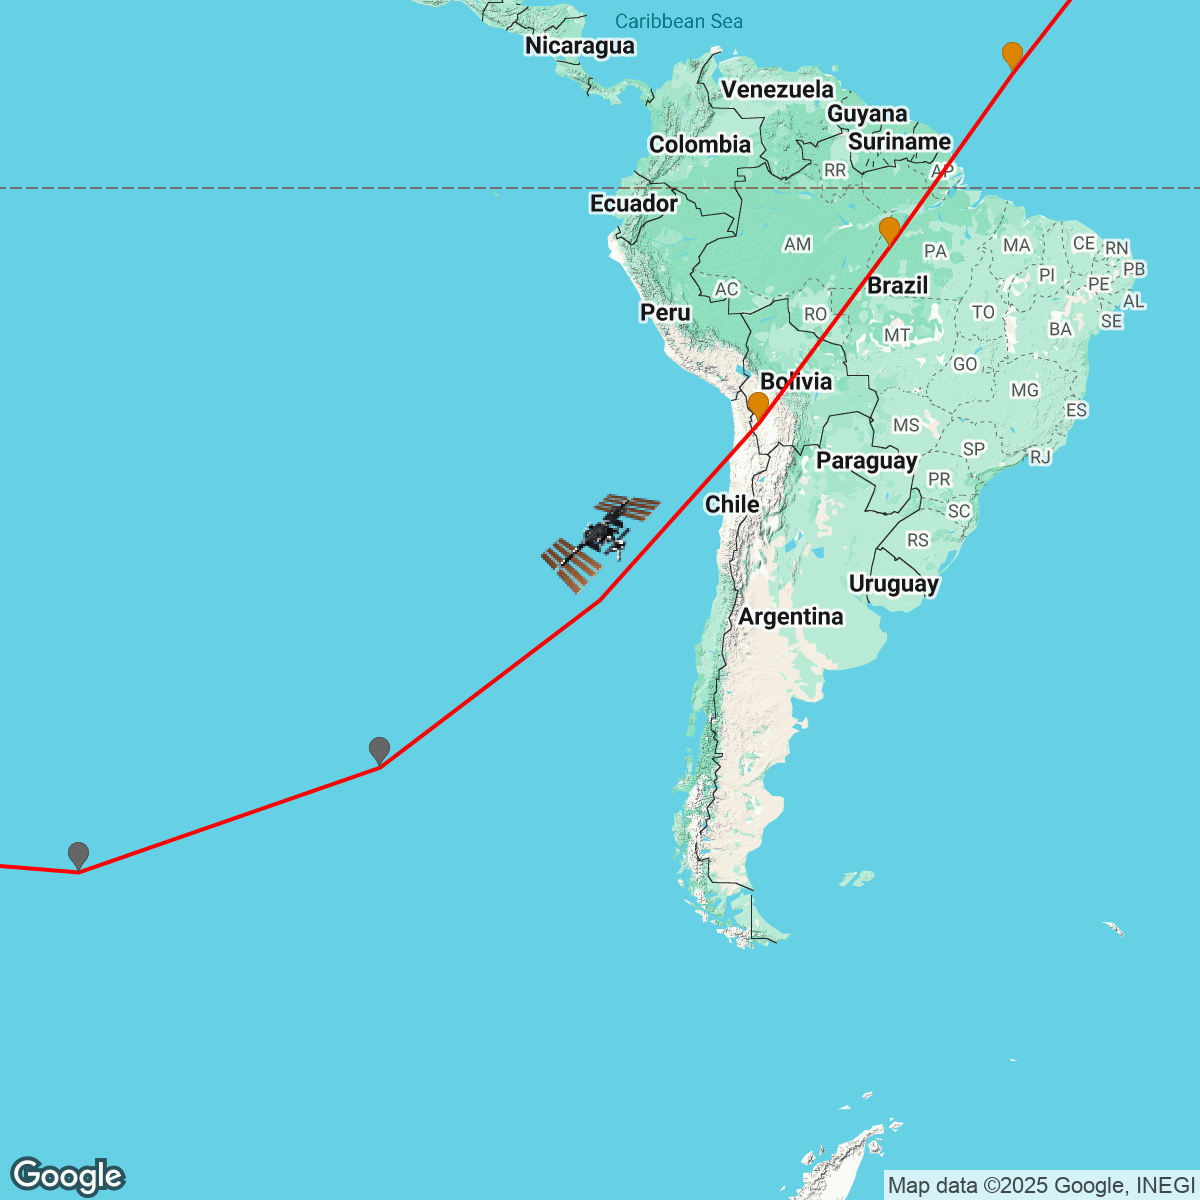 Caribbean Sea
Nicaragua
Venezuela
Guyana
Suriname
Colombia
RR
AP
Ecuador
AM
PA
MA
CE
RN
PB
PI
PE
AL
AC
Brazil
Peru
RO
TO
SE
MT
BA
GO
Bolivia
MG
ES
MS
SP
RJ
Paraguay
PR
Chile
SC
RS
Uruguay
Argentina
Google
Map data ©2025 Google, INEGI